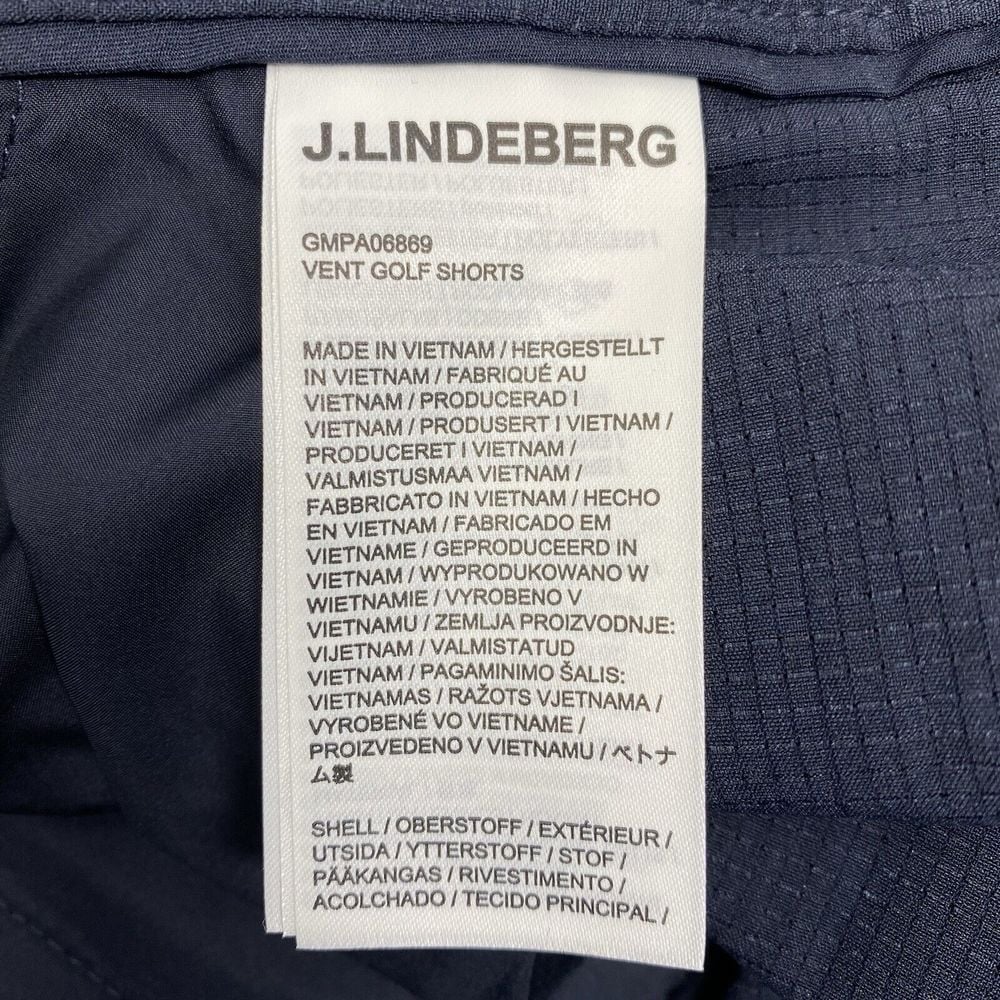 J.LINDEBERG
GMPA06869
VENT GOLF SHORTS
MADE IN VIETNAM / HERGESTELLT
IN VIETNAM / FABRIQUÉ AU
VIETNAM / PRODUCERAD I
VIETNAM / PRODUSERT I VIETNAM /
PRODUCERET I VIETNAM /
VALMISTUSMAA VIETNAM /
FABBRICATO IN VIETNAM / HECHO
EN VIETNAM / FABRICADO EM
VIETNAME / GEPRODUCEERD IN
VIETNAM / WYPRODUKOWANO W
WIETNAMIE / VYROBENO V
VIETNAMU / ZEMLJA PROIZVODNJE:
VIJETNAM / VALMISTATUD
VIETNAM / PAGAMINIMO ŠALIS:
VIETNAMAS / RAŽOTS VJETNAMA /
VYROBENÉ VO VIETNAME /
PROIZVEDENO V VIETNAMU / ベトナ
ム製
SHELL / OBERSTOFF / EXTÉRIEUR /
UTSIDA / YTTERSTOFF / STOF /
PÄÄKANGAS / RIVESTIMENTO /
ACOLCHADO / TECIDO PRINCIPAL /